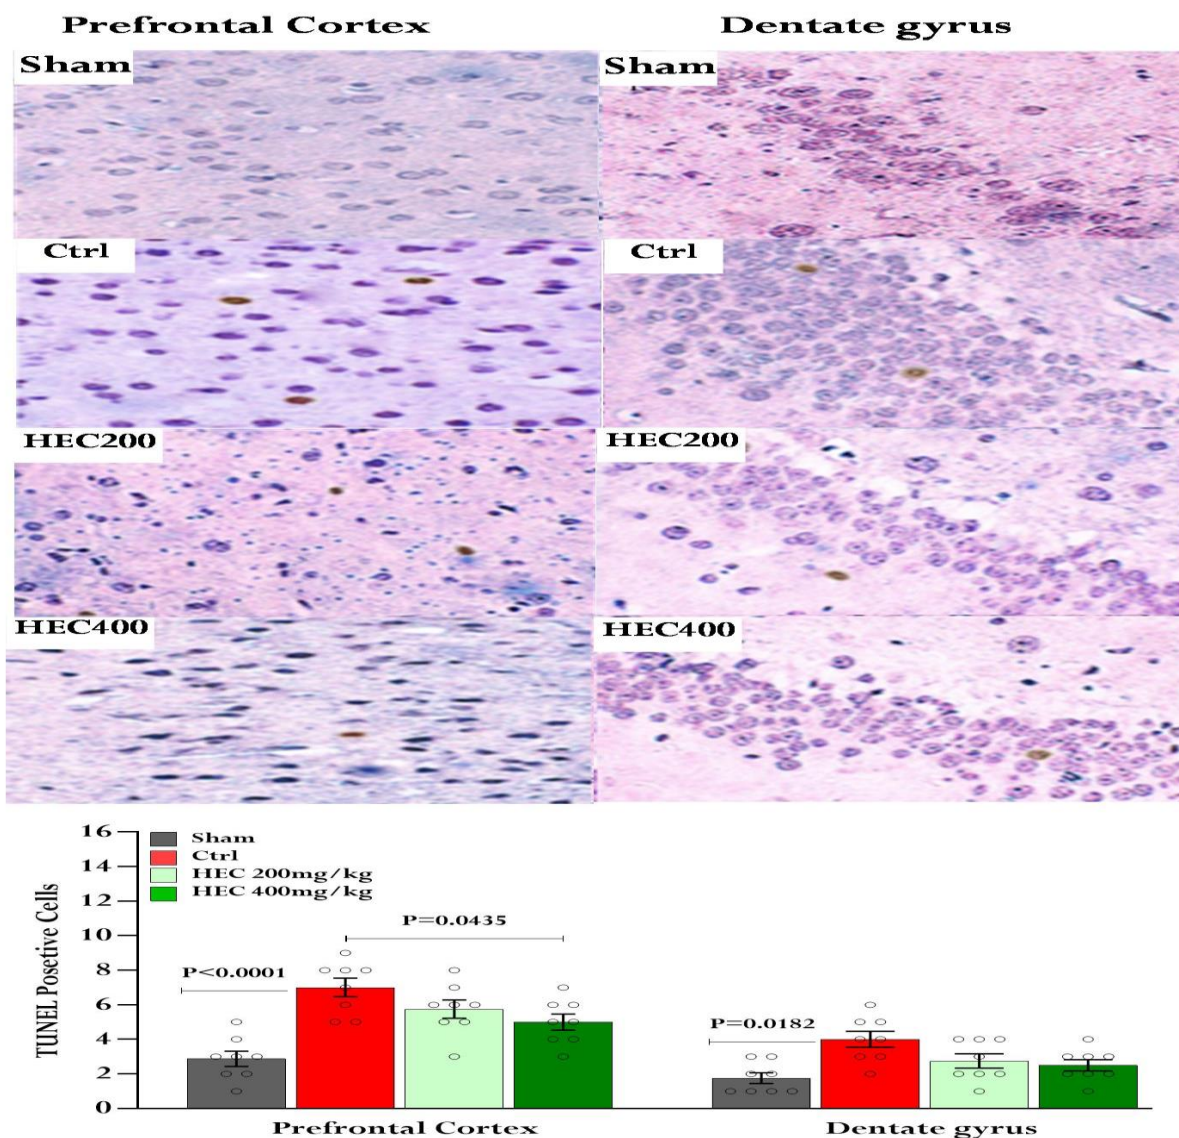 Prefrontal Cortex
Dentate gyrus
Sham
Sham
Ctrl
Ctrl
HEC200
HEC200
HEC400
HEC400
16
14
12
10
8
6
4
2
0
TUNEL Posetive Cells
Sham
Ctrl
HEC 200mg/kg
HEC 400mg/kg
P<0.0001
P=0.0435
P=0.0182
Prefrontal Cortex
Dentate gyrus